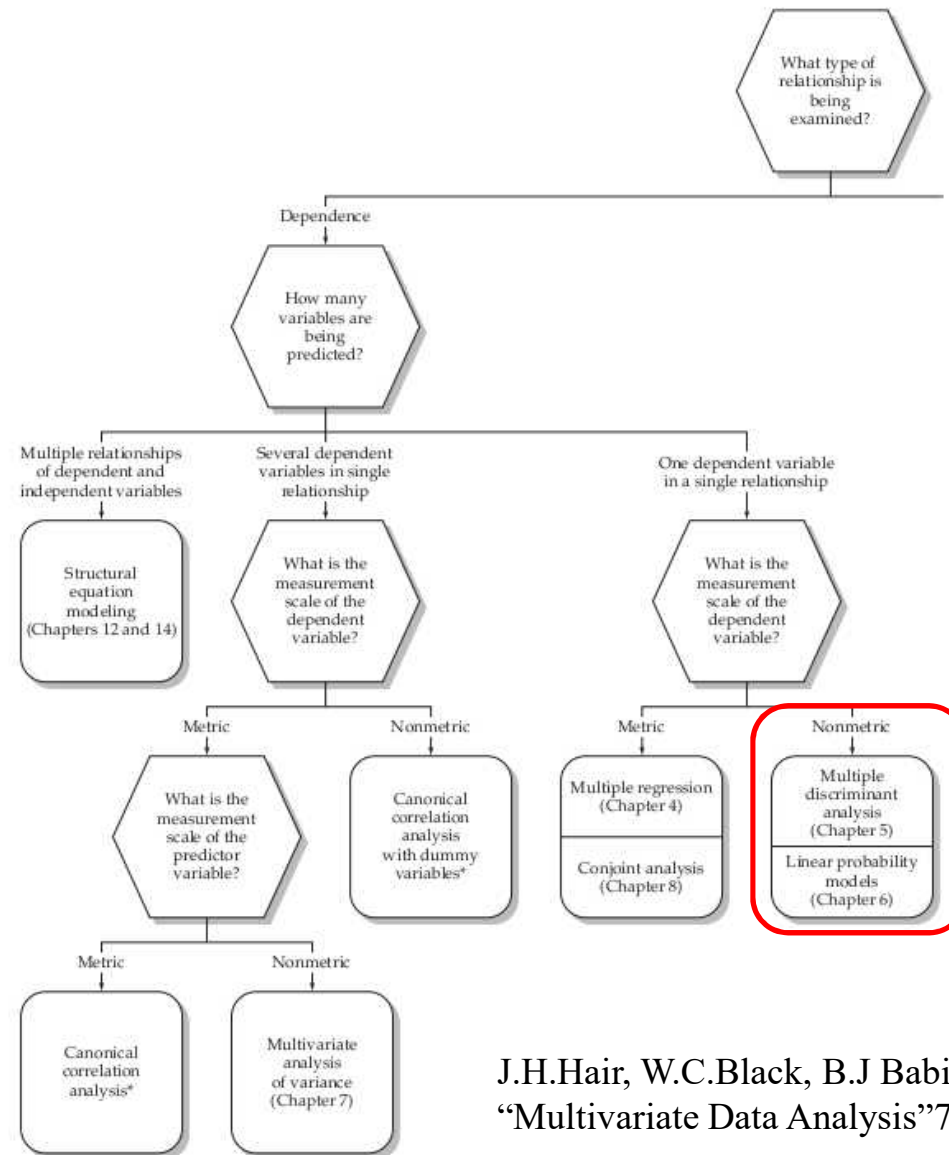 What type of
relationship is
being
examined?
Dependence
How many
variables are
being
predicted?
Multiple relationships
of dependent and
independent variables
Several dependent
variables in single
relationship
One dependent variable
in a single relationship
Structural
equation
modeling
(Chapters 12 and 14)
What is the
measurement
scale of the
dependent
variable?
What is the
measurement
scale of the
dependent
variable?
Metric
Nonmetric
Metric
Nonmetric
What is the
measurement
scale of the
predictor
variable?
Canonical
correlation
analysis
with dummy
variables*
Multiple regression
(Chapter 4)
Conjoint analysis
(Chapter 8)
Multiple
discriminant
analysis
(Chapter 5)
Linear probability
models
(Chapter 6)
Metric
Nonmetric
Canonical
correlation
analysis*
Multivariate
analysis
of variance
(Chapter 7)
J.H.Hair, W.C.Black, B.J Babi
“Multivariate Data Analysis”7